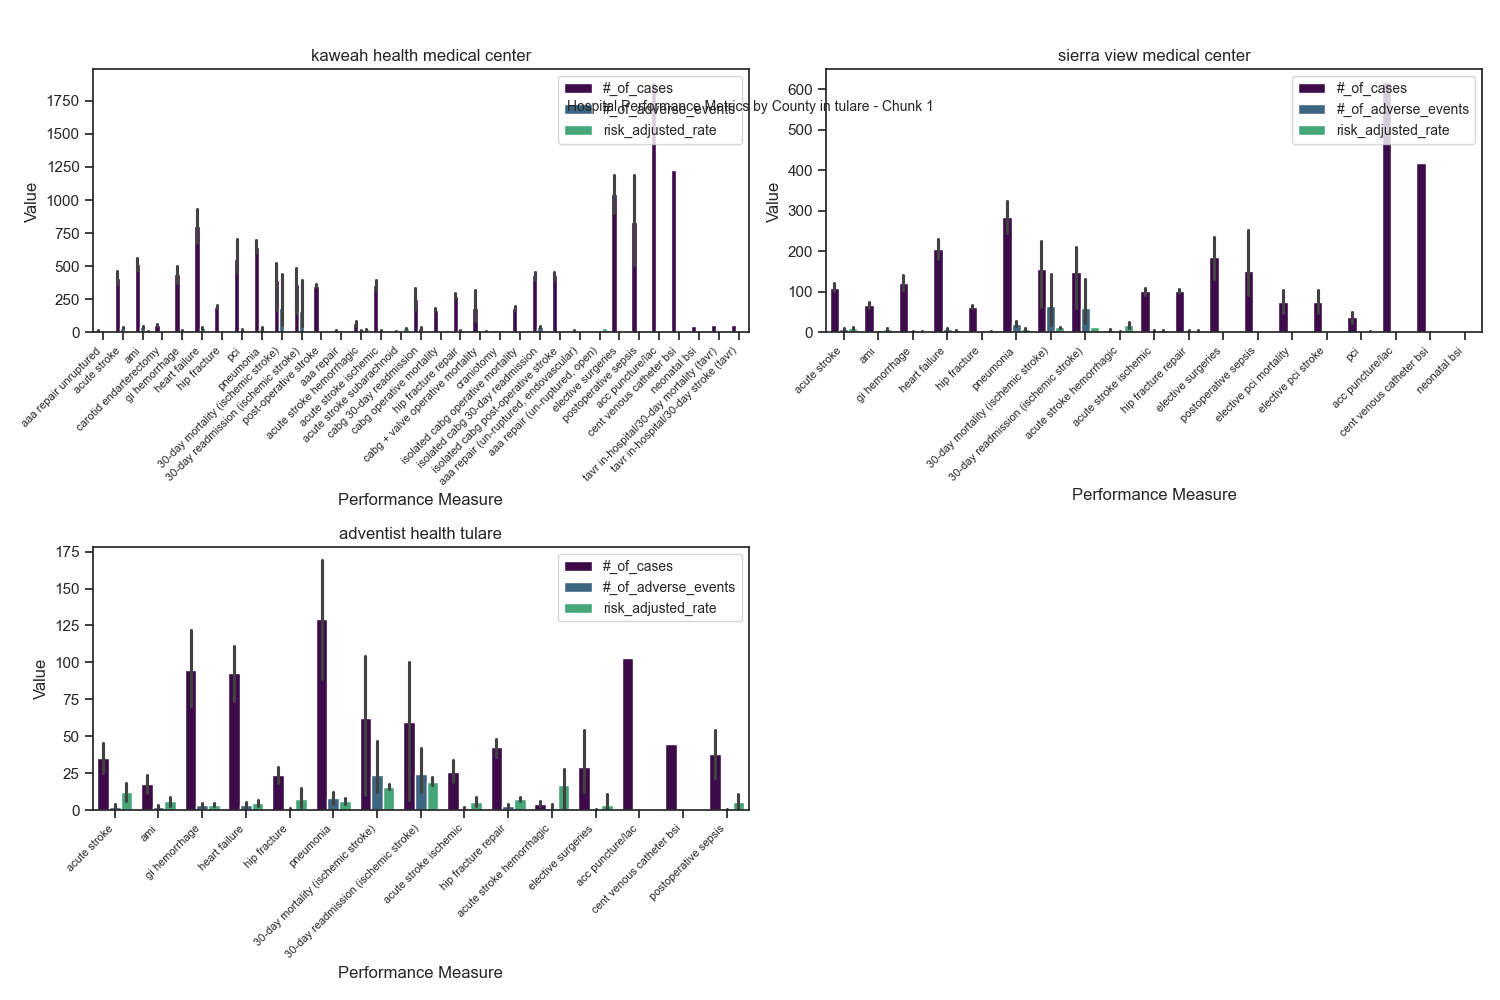 kaweah health medical center
#_of_cases
#_of_adverse_events
risk_adjusted_rate
Hospital Performance Metrics by County in tulare - Chunk 1
Value
1750
1500
1250
1000
750
500
250
0
aaa repair unruptured
acute stroke
ami
carotid endarterectomy
gi hemorrhage
heart failure
hip fracture
pci
pneumonia
30-day mortality (ischemic stroke)
30-day readmission (ischemic stroke)
post-operative stroke
aaa repair
acute stroke hemorrhagic
acute stroke ischemic
acute stroke subarachnoid
cabg 30-day readmission
cabg operative mortality
hip fracture repair
cabg + valve operative mortality
craniotomy
isolated cabg operative mortality
isolated cabg 30-day readmission
isolated cabg post-operative stroke
aaa repair (un-ruptured, endovascular)
aaa repair (un-ruptured, open)
elective surgeries
postoperative sepsis
acc puncture/lac
cent venous catheter bsi
neonatal bsi
tavr in-hospital/30-day mortality (tavr)
tavr in-hospital/30-day stroke (tavr)
Performance Measure
sierra view medical center
#_of_cases
#_of_adverse_events
risk_adjusted_rate
Value
600
500
400
300
200
100
0
acute stroke
ami
gi hemorrhage
heart failure
hip fracture
pneumonia
30-day mortality (ischemic stroke)
30-day readmission (ischemic stroke)
acute stroke hemorrhagic
acute stroke ischemic
hip fracture repair
elective surgeries
postoperative sepsis
elective pci mortality
elective pci stroke
pci
acc puncture/lac
cent venous catheter bsi
neonatal bsi
Performance Measure
adventist health tulare
#_of_cases
#_of_adverse_events
risk_adjusted_rate
Value
175
150
125
100
75
50
25
0
acute stroke
ami
gi hemorrhage
heart failure
hip fracture
pneumonia
30-day mortality (ischemic stroke)
30-day readmission (ischemic stroke)
acute stroke ischemic
hip fracture repair
acute stroke hemorrhagic
elective surgeries
acc puncture/lac
cent venous catheter bsi
postoperative sepsis
Performance Measure